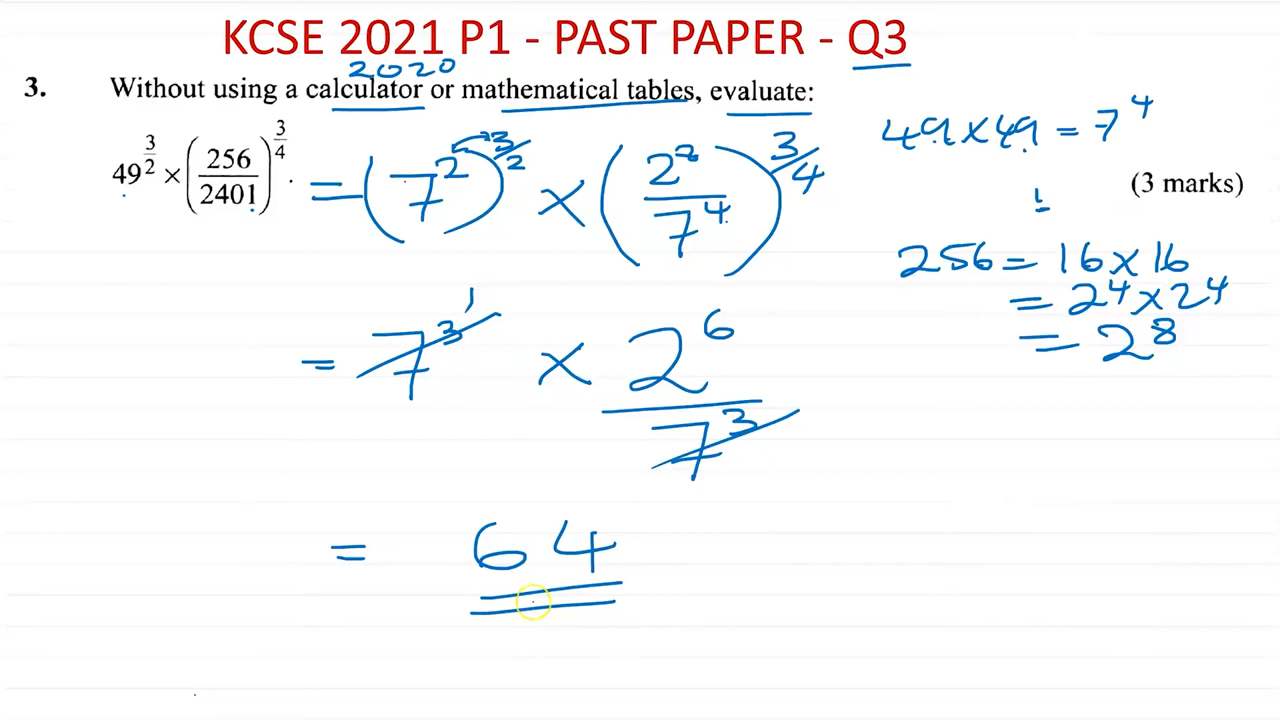 KCSE 2021 P1 - PAST PAPER - Q3
2020
3. Without using a calculator or mathematical tables, evaluate:
49^(3/2) × (256/2401)^(3/4). = (7^2)^(3/2) × (2^2/7^4)^(3/4)
49 × 49 = 7^4
(3 marks)
256 = 16 × 16
= 2^4 × 2^4
= 2^8
= 7^3 1 × 2^6/7^3
= 64